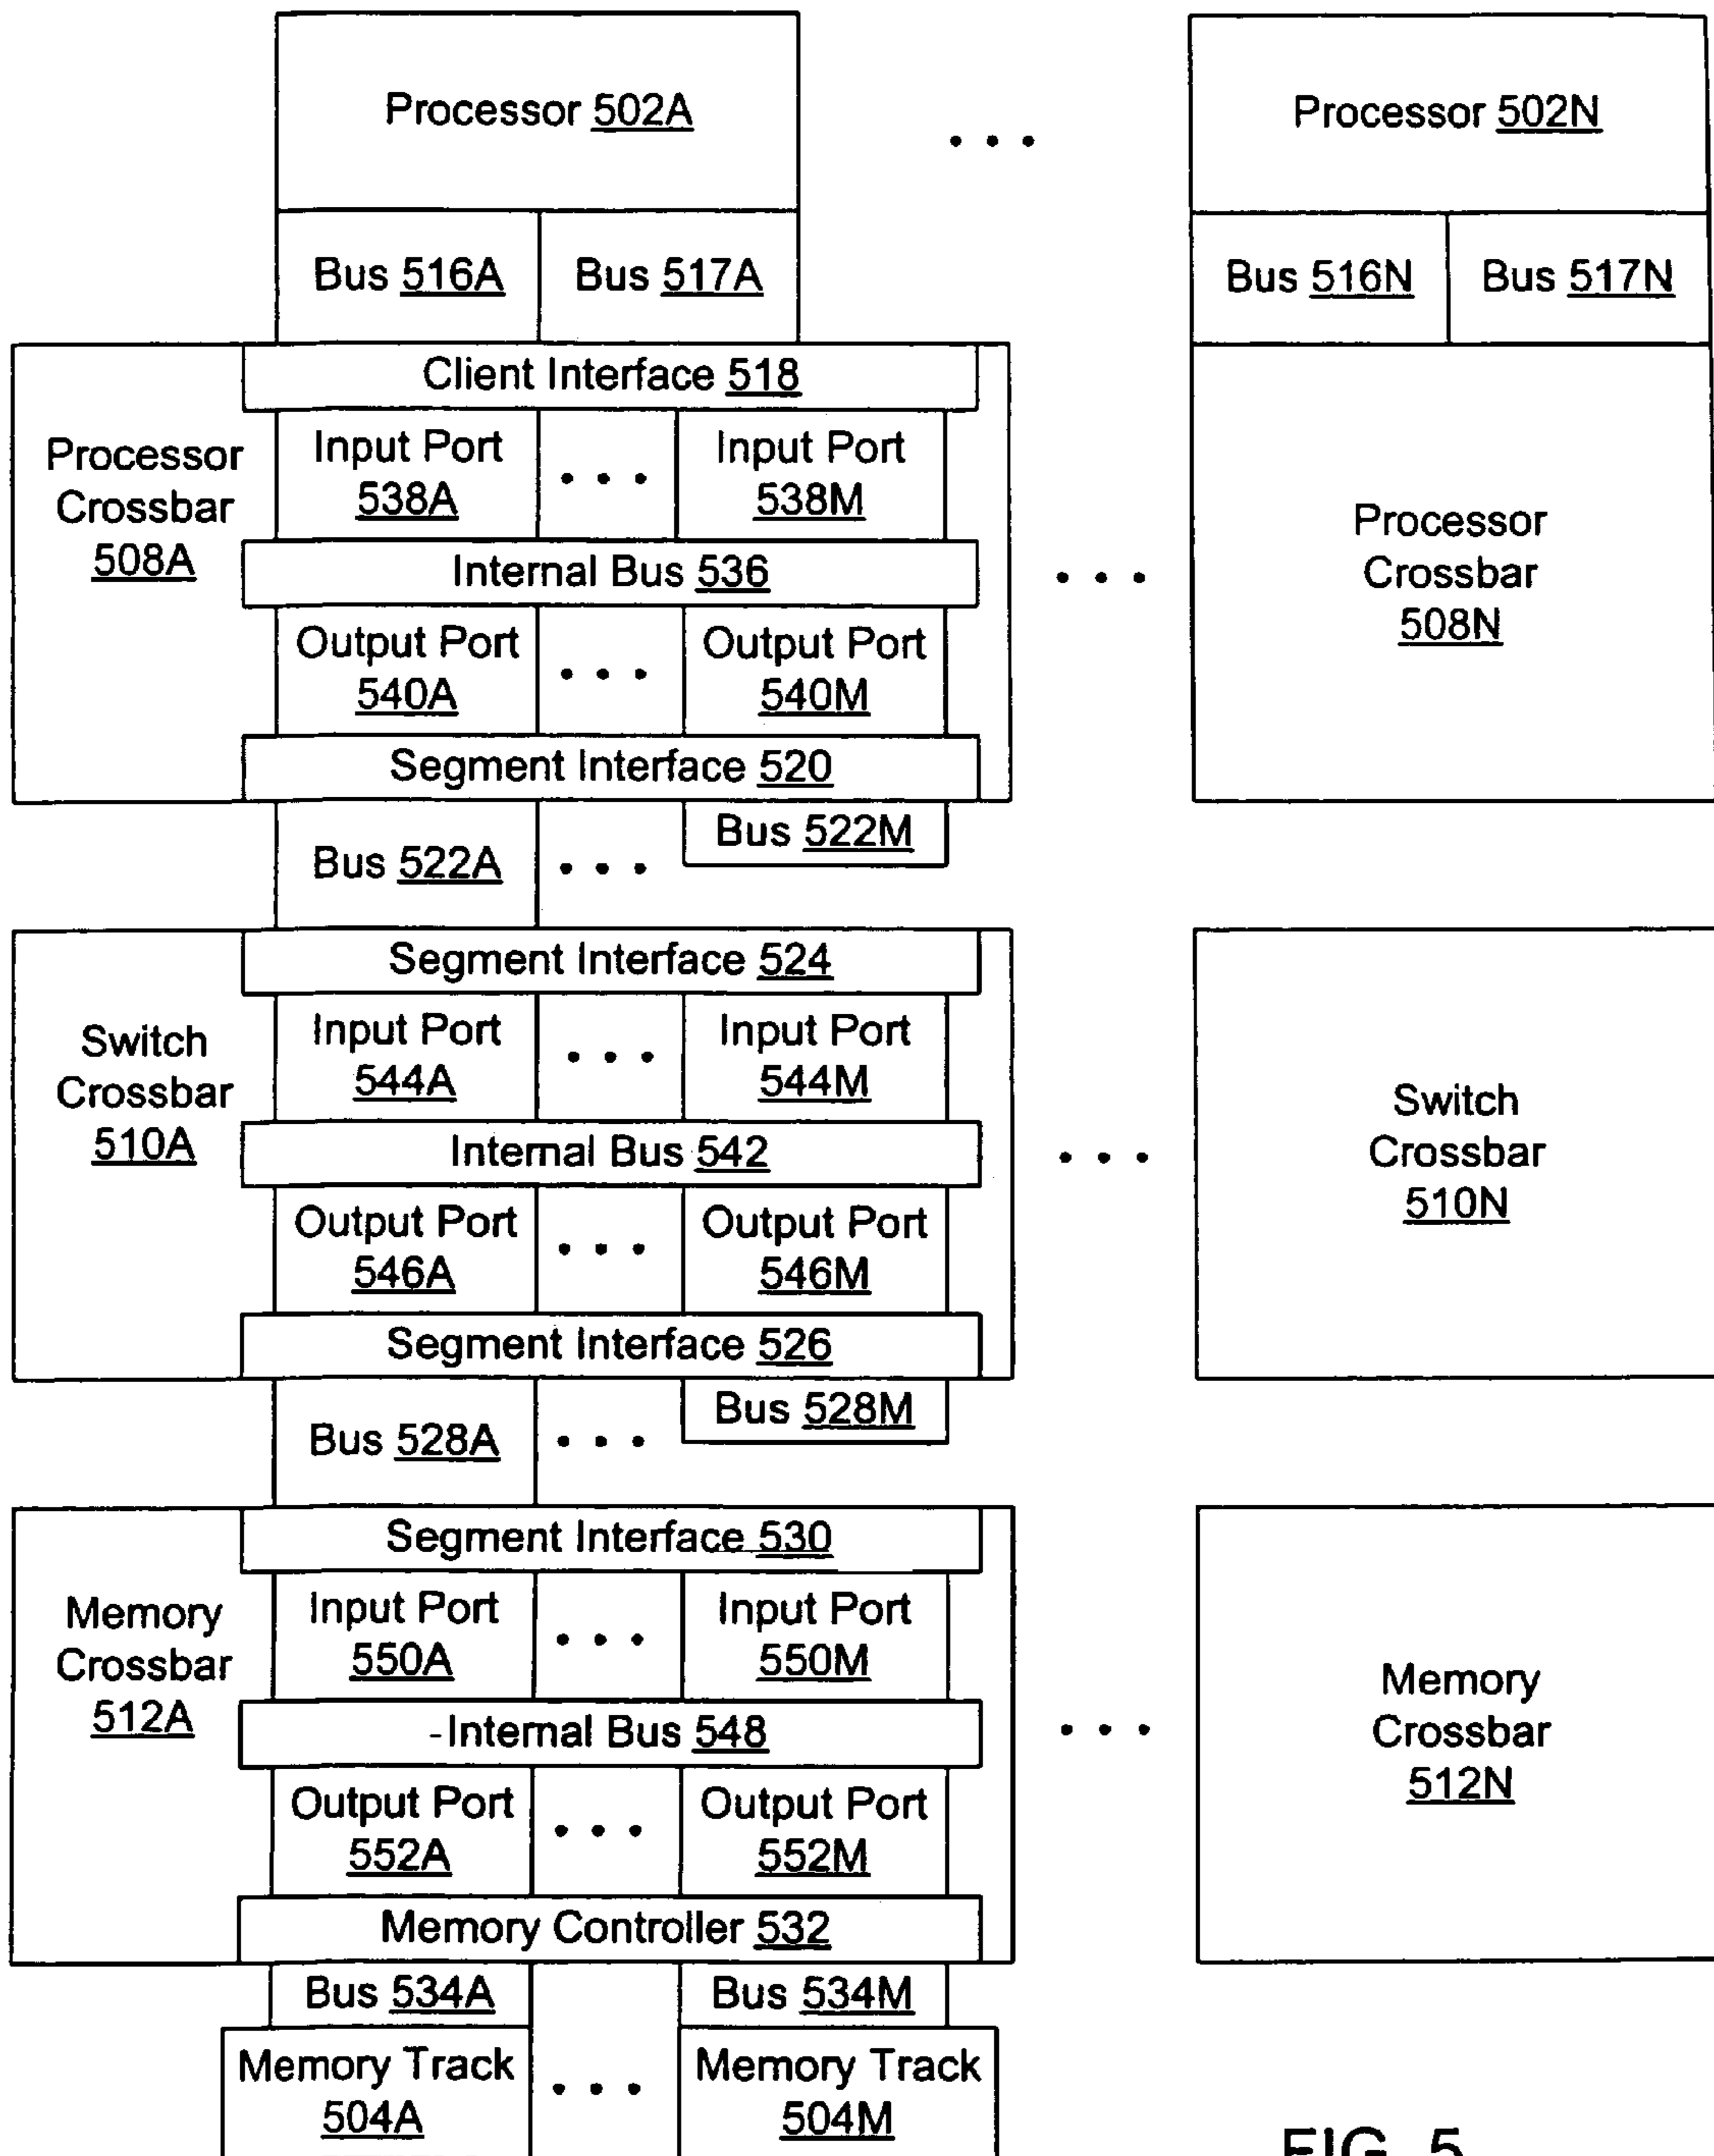 Processor 502A
Processor 502N
• • •
Bus 516A
Bus 517A
Bus 516N
Bus 517N
Client Interface 518
Processor
Crossbar
508A
Input Port
538A
• • •
Input Port
538M
Internal Bus 536
Output Port
540A
• • •
Output Port
540M
Segment Interface 520
• • •
Processor
Crossbar
508N
Bus 522A
• • •
Bus 522M
Segment Interface 524
Switch
Crossbar
510A
Input Port
544A
• • •
Input Port
544M
Internal Bus 542
Output Port
546A
• • •
Output Port
546M
Segment Interface 526
• • •
Switch
Crossbar
510N
Bus 528A
• • •
Bus 528M
Segment Interface 530
Memory
Crossbar
512A
Input Port
550A
• • •
Input Port
550M
-Internal Bus 548
Output Port
552A
• • •
Output Port
552M
Memory Controller 532
• • •
Memory
Crossbar
512N
Bus 534A
Bus 534M
Memory Track
504A
• • •
Memory Track
504M
FIG. 5